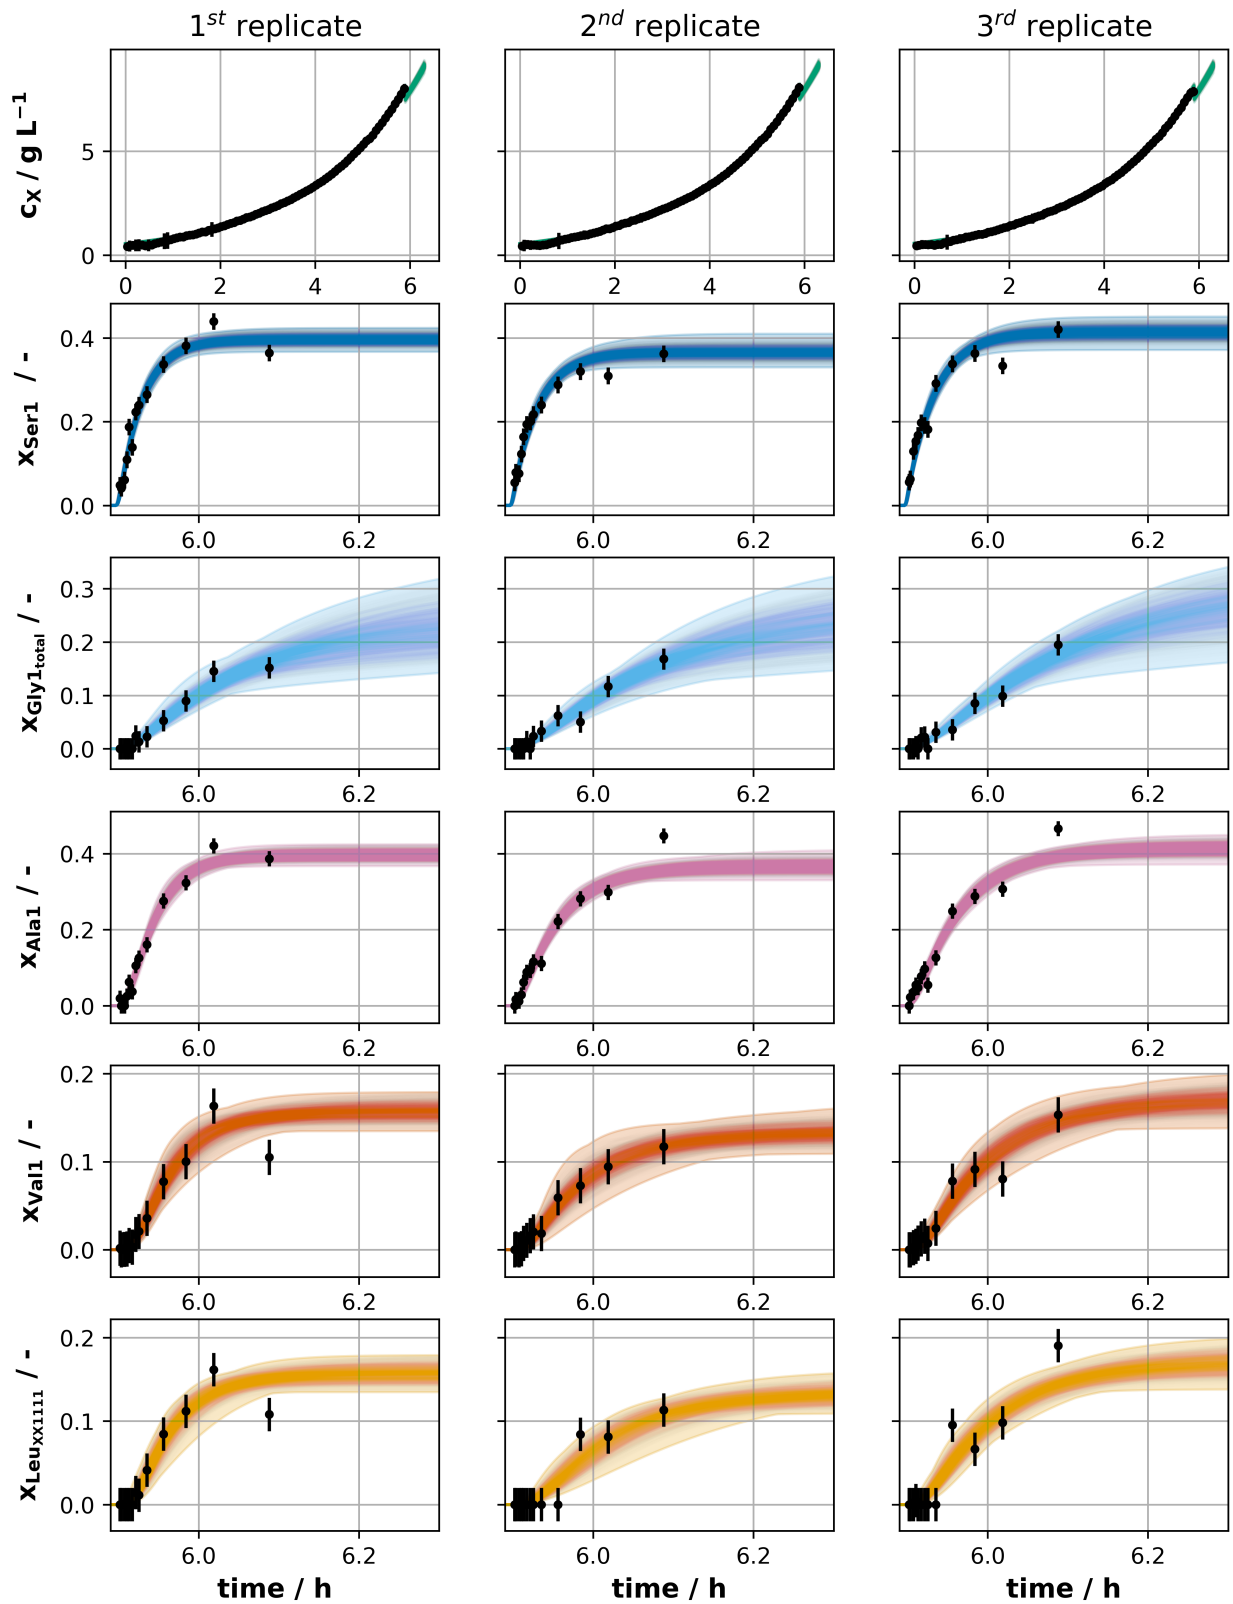 1st replicate 2nd replicate 3rd replicate
cX / g L−1
5
0
0 2 4 6 0 2 4 6 0 2 4 6
xSer1 / -
0.4
0.2
0.0
6.0 6.2 6.0 6.2 6.0 6.2
xGly1total / -
0.3
0.2
0.1
0.0
6.0 6.2 6.0 6.2 6.0 6.2
xAla1 / -
0.4
0.2
0.0
6.0 6.2 6.0 6.2 6.0 6.2
xVal1 / -
0.2
0.1
0.0
6.0 6.2 6.0 6.2 6.0 6.2
xLeuXX1111 / -
0.2
0.1
0.0
6.0 6.2 6.0 6.2 6.0 6.2
time / h time / h time / h